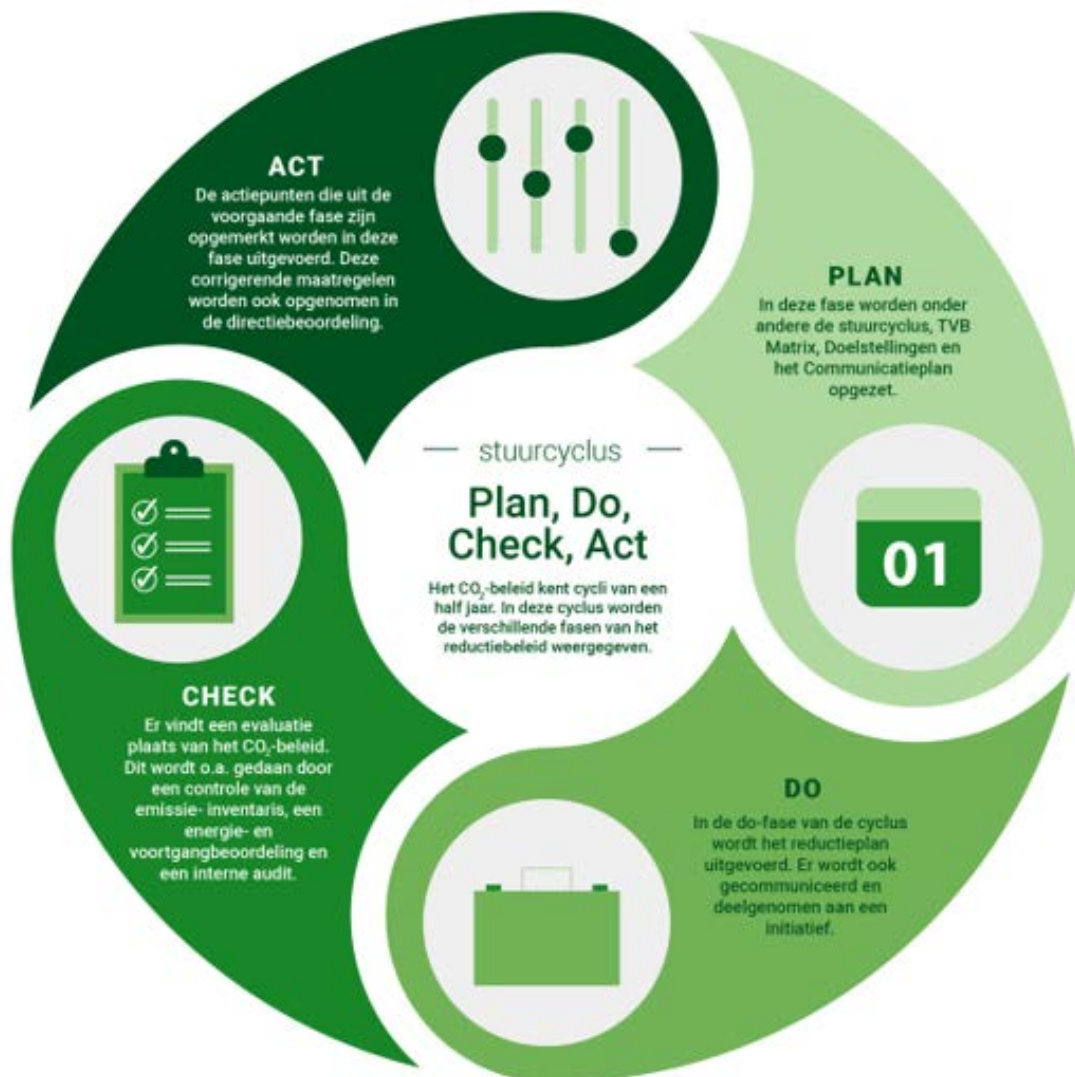 stuurcyclus
Plan, Do,
Check, Act
Het CO₂-beleid kent cycli van een
half jaar. In deze cyclus worden
de verschillende fasen van het
reductiebeleid weergegeven.
PLAN
In deze fase worden onder
andere de stuurcyclus, TVB
Matrix, Doelstellingen en
het Communicatieplan
opgezet.
01
DO
In de do-fase van de cyclus
wordt het reductieplan
uitgevoerd. Er wordt ook
gecommuniceerd en
deelgenomen aan een
initiatief.
CHECK
Er vindt een evaluatie
plaats van het CO₂-beleid.
Dit wordt o.a. gedaan door
een controle van de
emissie- inventaris, een
energie- en
voortgangbeoordeling en
een interne audit.
ACT
De actiepunten die uit de
voorgaande fase zijn
opgemerkt worden in deze
fase uitgevoerd. Deze
corrigerende maatregelen
worden ook opgenomen in
de directiebeoordeling.